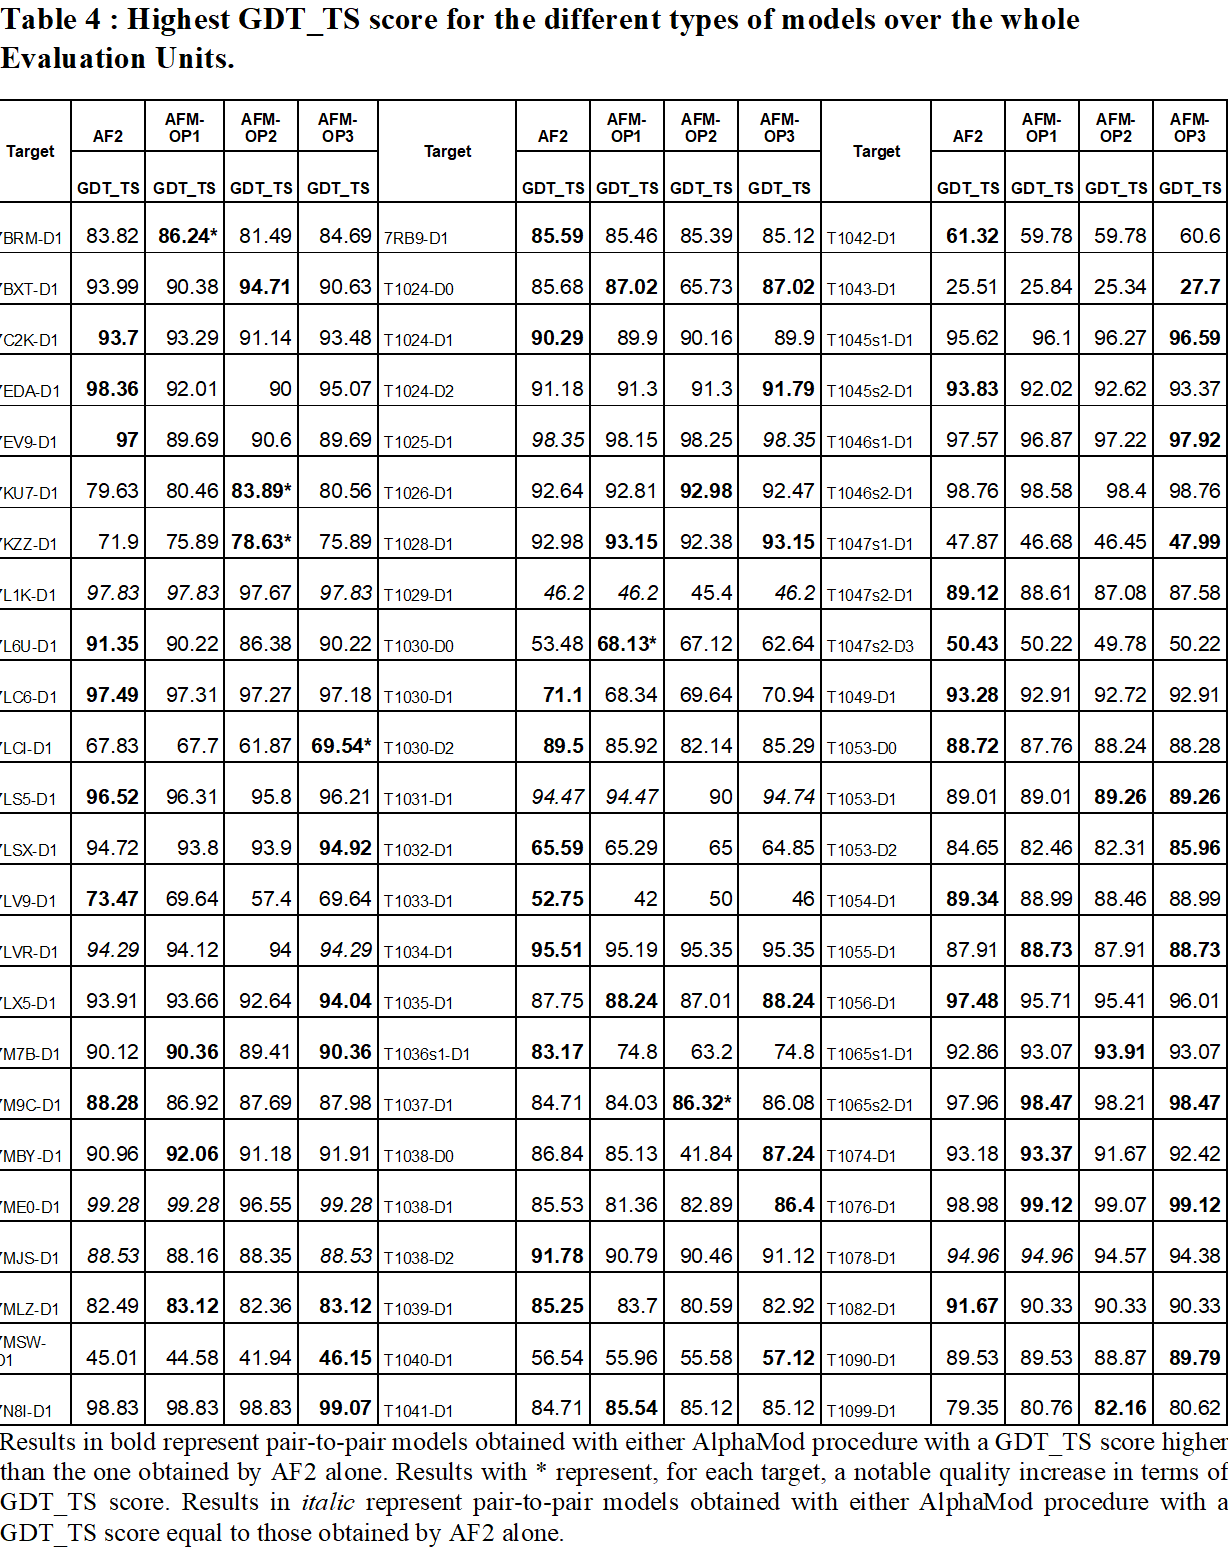 Table 4 : Highest GDT_TS score for the different types of models over the whole
Evaluation Units.
Target AF2 AFM-OP1 AFM-OP2 AFM-OP3 Target AF2 AFM-OP1 AFM-OP2 AFM-OP3 Target AF2 AFM-OP1 AFM-OP2 AFM-OP3
GDT_TS GDT_TS GDT_TS GDT_TS GDT_TS GDT_TS GDT_TS GDT_TS GDT_TS GDT_TS GDT_TS GDT_TS
7BRM-D1 83.82 86.24* 81.49 84.69 7RB9-D1 85.59 85.46 85.39 85.12 T1042-D1 61.32 59.78 59.78 60.6
7BXT-D1 93.99 90.38 94.71 90.63 T1024-D0 85.68 87.02 65.73 87.02 T1043-D1 25.51 25.84 25.34 27.7
7C2K-D1 93.7 93.29 91.14 93.48 T1024-D1 90.29 89.9 90.16 89.9 T1045s1-D1 95.62 96.1 96.27 96.59
7EDA-D1 98.36 92.01 90 95.07 T1024-D2 91.18 91.3 91.3 91.79 T1045s2-D1 93.83 92.02 92.62 93.37
7EV9-D1 97 89.69 90.6 89.69 T1025-D1 98.35 98.15 98.25 98.35 T1046s1-D1 97.57 96.87 97.22 97.92
7KU7-D1 79.63 80.46 83.89* 80.56 T1026-D1 92.64 92.81 92.98 92.47 T1046s2-D1 98.76 98.58 98.4 98.76
7KZZ-D1 71.9 75.89 78.63* 75.89 T1028-D1 92.98 93.15 92.38 93.15 T1047s1-D1 47.87 46.68 46.45 47.99
7L1K-D1 97.83 97.83 97.67 97.83 T1029-D1 46.2 46.2 45.4 46.2 T1047s2-D1 89.12 88.61 87.08 87.58
7L6U-D1 91.35 90.22 86.38 90.22 T1030-D0 53.48 68.13* 67.12 62.64 T1047s2-D3 50.43 50.22 49.78 50.22
7LC6-D1 97.49 97.31 97.27 97.18 T1030-D1 71.1 68.34 69.64 70.94 T1049-D1 93.28 92.91 92.72 92.91
7LCI-D1 67.83 67.7 61.87 69.54* T1030-D2 89.5 85.92 82.14 85.29 T1053-D0 88.72 87.76 88.24 88.28
7LS5-D1 96.52 96.31 95.8 96.21 T1031-D1 94.47 94.47 90 94.74 T1053-D1 89.01 89.01 89.26 89.26
7LSX-D1 94.72 93.8 93.9 94.92 T1032-D1 65.59 65.29 65 64.85 T1053-D2 84.65 82.46 82.31 85.96
7LV9-D1 73.47 69.64 57.4 69.64 T1033-D1 52.75 42 50 46 T1054-D1 89.34 88.99 88.46 88.99
7LVR-D1 94.29 94.12 94 94.29 T1034-D1 95.51 95.19 95.35 95.35 T1055-D1 87.91 88.73 87.91 88.73
7LX5-D1 93.91 93.66 92.64 94.04 T1035-D1 87.75 88.24 87.01 88.24 T1056-D1 97.48 95.71 95.41 96.01
7M7B-D1 90.12 90.36 89.41 90.36 T1036s1-D1 83.17 74.8 63.2 74.8 T1065s1-D1 92.86 93.07 93.91 93.07
7M9C-D1 88.28 86.92 87.69 87.98 T1037-D1 84.71 84.03 86.32* 86.08 T1065s2-D1 97.96 98.47 98.21 98.47
7MBY-D1 90.96 92.06 91.18 91.91 T1038-D0 86.84 85.13 41.84 87.24 T1074-D1 93.18 93.37 91.67 92.42
7ME0-D1 99.28 99.28 96.55 99.28 T1038-D1 85.53 81.36 82.89 86.4 T1076-D1 98.98 99.12 99.07 99.12
7MJS-D1 88.53 88.16 88.35 88.53 T1038-D2 91.78 90.79 90.46 91.12 T1078-D1 94.96 94.96 94.57 94.38
7MLZ-D1 82.49 83.12 82.36 83.12 T1039-D1 85.25 83.7 80.59 82.92 T1082-D1 91.67 90.33 90.33 90.33
7MSW-D1 45.01 44.58 41.94 46.15 T1040-D1 56.54 55.96 55.58 57.12 T1090-D1 89.53 89.53 88.87 89.79
7N8I-D1 98.83 98.83 98.83 99.07 T1041-D1 84.71 85.54 85.12 85.12 T1099-D1 79.35 80.76 82.16 80.62
Results in bold represent pair-to-pair models obtained with either AlphaMod procedure with a GDT_TS score higher
than the one obtained by AF2 alone. Results with * represent, for each target, a notable quality increase in terms of
GDT_TS score. Results in italic represent pair-to-pair models obtained with either AlphaMod procedure with a
GDT_TS score equal to those obtained by AF2 alone.